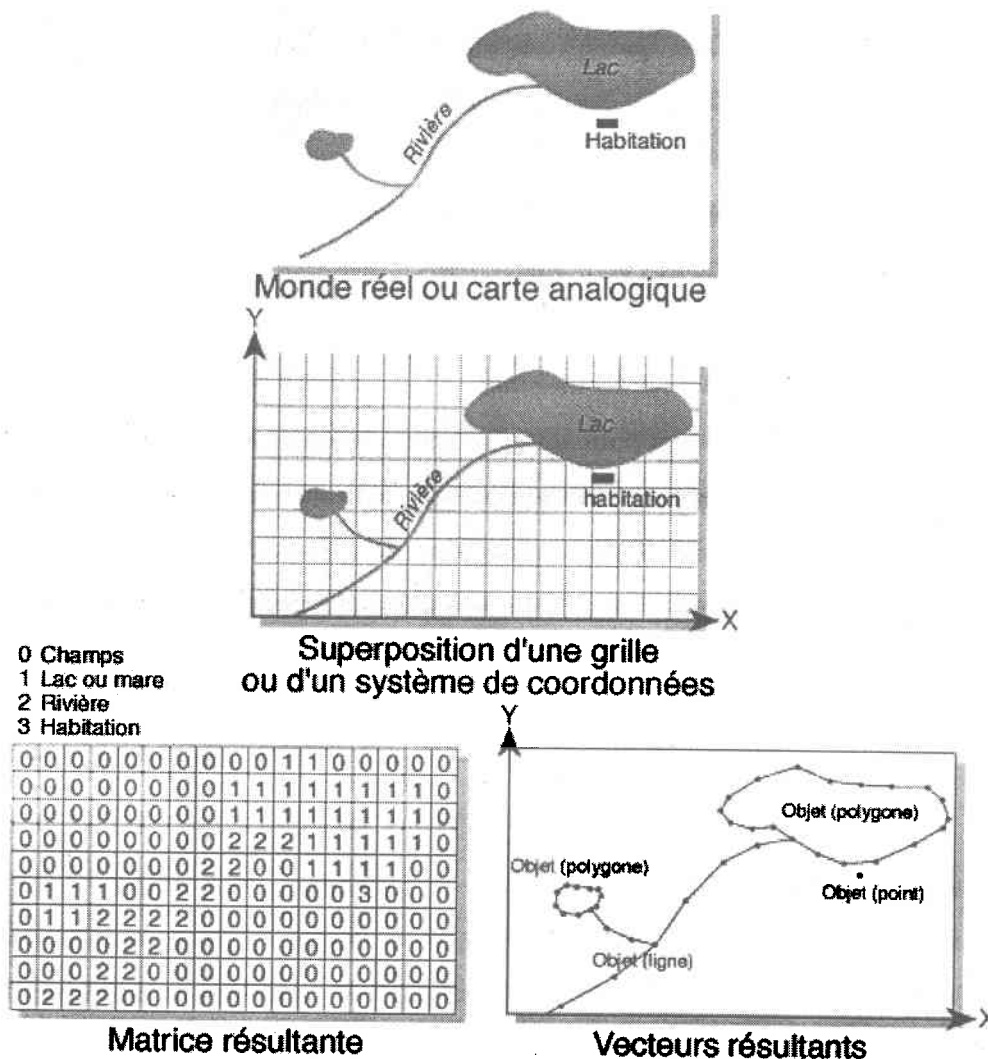 Lac
Rivière
Habitation
Monde réel ou carte analogique
Y
Lac
Rivière
habitation
X
Superposition d'une grille
ou d'un système de coordonnées
0 Champs
1 Lac ou mare
2 Rivière
3 Habitation
0 0 0 0 0 0 0 0 0 0 1 1 0 0 0 0 0
0 0 0 0 0 0 0 0 1 1 1 1 1 1 1 1 0
0 0 0 0 0 0 0 0 1 1 1 1 1 1 1 1 0
0 0 0 0 0 0 0 0 2 2 2 1 1 1 1 1 0
0 0 0 0 0 0 0 2 2 0 0 1 1 1 1 0 0
0 1 1 1 0 0 2 2 0 0 0 0 0 3 0 0 0
0 1 1 2 2 2 2 0 0 0 0 0 0 0 0 0 0
0 0 0 0 2 2 0 0 0 0 0 0 0 0 0 0 0
0 0 0 2 2 0 0 0 0 0 0 0 0 0 0 0 0
0 2 2 2 0 0 0 0 0 0 0 0 0 0 0 0 0
Matrice résultante
Y
Objet (polygone)
Objet (polygone)
Objet (point)
Objet (ligne)
X
Vecteurs résultants